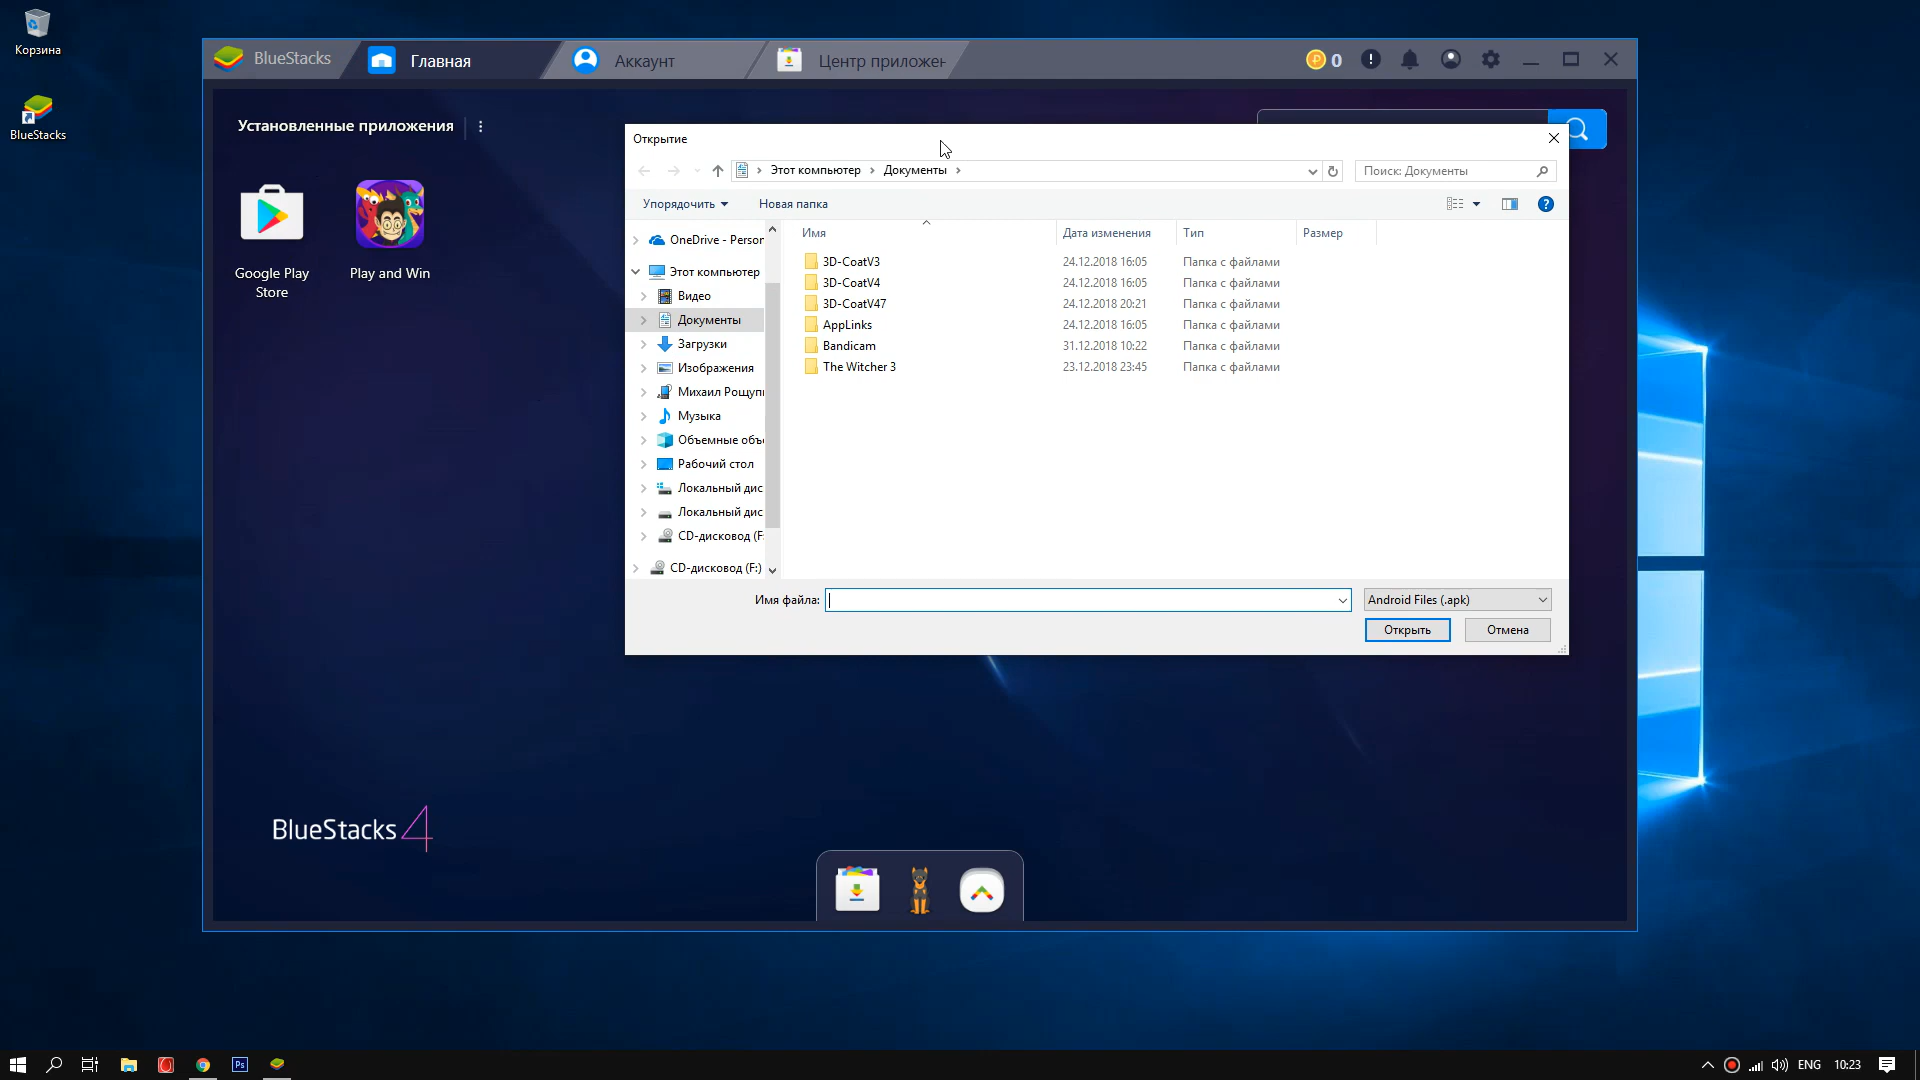 Корзина
BlueStacks
BlueStacks
Главная
Аккаунт
Центр приложен
0
Установленные приложения
Google Play
Store
Play and Win
Открытие
Этот компьютер
Документы
Поиск: Документы
Упорядочить
Новая папка
OneDrive - Person
Этот компьютер
Видео
Документы
Загрузки
Изображения
Михаил Рощупк
Музыка
Объемные объе
Рабочий стол
Локальный дис
Локальный дис
CD-дисковод (F:
CD-дисковод (F:)
Имя Дата изменения Тип Размер
3D-CoatV3 24.12.2018 16:05 Папка с файлами
3D-CoatV4 24.12.2018 16:05 Папка с файлами
3D-CoatV47 24.12.2018 20:21 Папка с файлами
AppLinks 24.12.2018 16:05 Папка с файлами
Bandicam 31.12.2018 10:22 Папка с файлами
The Witcher 3 23.12.2018 23:45 Папка с файлами
Имя файла:
Android Files (.apk)
Открыть
Отмена
BlueStacks 4
Ps
ENG
10:23